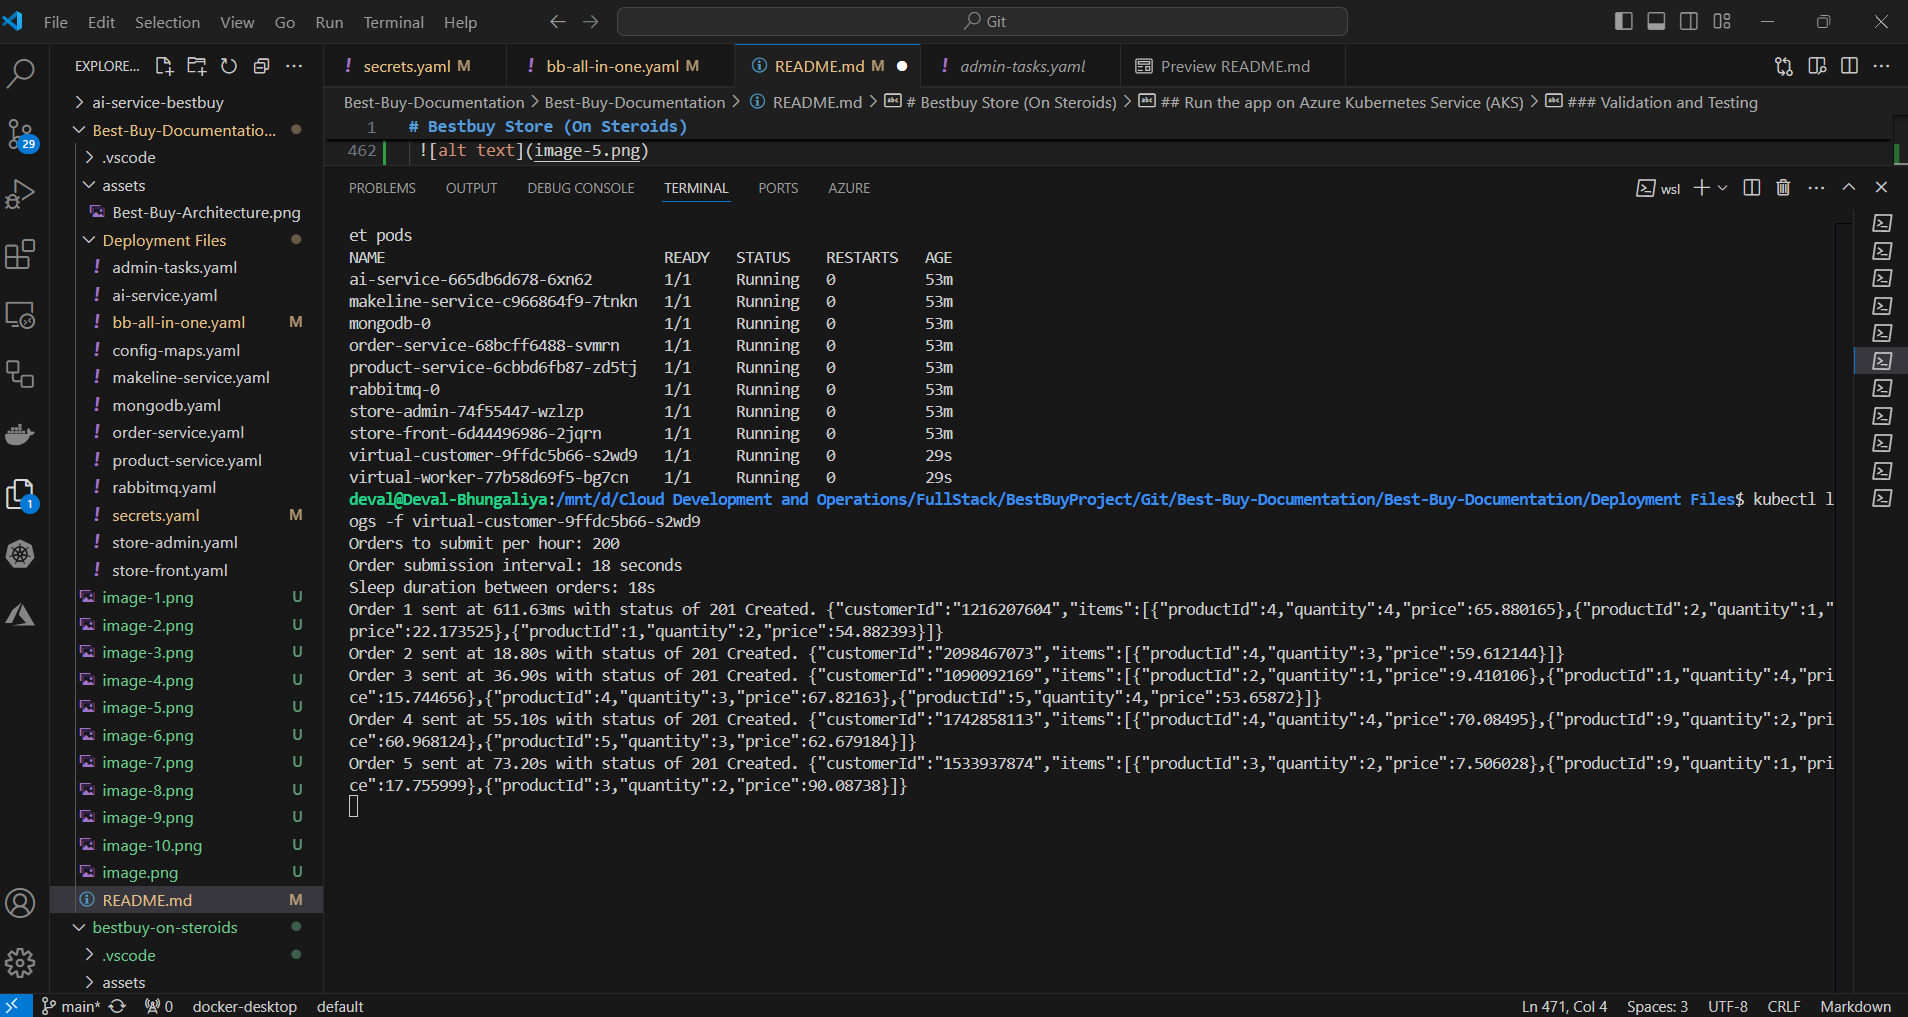 File Edit Selection View Go Run Terminal Help
Git
EXPLORE...
secrets.yaml M
bb-all-in-one.yaml M
README.md M
admin-tasks.yaml
Preview README.md
Best-Buy-Documentation > Best-Buy-Documentation > README.md > # Bestbuy Store (On Steroids) > ## Run the app on Azure Kubernetes Service (AKS) > ### Validation and Testing
1 # Bestbuy Store (On Steroids)
462 ![alt text](image-5.png)
PROBLEMS OUTPUT DEBUG CONSOLE TERMINAL PORTS AZURE
wsl
ai-service-bestbuy
Best-Buy-Documentatio...
.vscode
assets
Best-Buy-Architecture.png
Deployment Files
admin-tasks.yaml
ai-service.yaml
bb-all-in-one.yaml M
config-maps.yaml
makeline-service.yaml
mongodb.yaml
order-service.yaml
product-service.yaml
rabbitmq.yaml
secrets.yaml M
store-admin.yaml
store-front.yaml
image-1.png U
image-2.png U
image-3.png U
image-4.png U
image-5.png U
image-6.png U
image-7.png U
image-8.png U
image-9.png U
image-10.png U
image.png U
README.md M
bestbuy-on-steroids
.vscode
assets
29
1
et pods
NAME READY STATUS RESTARTS AGE
ai-service-665db6d678-6xn62 1/1 Running 0 53m
makeline-service-c966864f9-7tnkn 1/1 Running 0 53m
mongodb-0 1/1 Running 0 53m
order-service-68bcff6488-svmrn 1/1 Running 0 53m
product-service-6cbbd6fb87-zd5tj 1/1 Running 0 53m
rabbitmq-0 1/1 Running 0 53m
store-admin-74f55447-wzlzp 1/1 Running 0 53m
store-front-6d44496986-2jqrn 1/1 Running 0 53m
virtual-customer-9ffdc5b66-s2wd9 1/1 Running 0 29s
virtual-worker-77b58d69f5-bg7cn 1/1 Running 0 29s
deval@Deval-Bhungaliya:/mnt/d/Cloud Development and Operations/FullStack/BestBuyProject/Git/Best-Buy-Documentation/Best-Buy-Documentation/Deployment Files$ kubectl l
ogs -f virtual-customer-9ffdc5b66-s2wd9
Orders to submit per hour: 200
Order submission interval: 18 seconds
Sleep duration between orders: 18s
Order 1 sent at 611.63ms with status of 201 Created. {"customerId":"1216207604","items":[{"productId":4,"quantity":4,"price":65.880165},{"productId":2,"quantity":1,"
price":22.173525},{"productId":1,"quantity":2,"price":54.882393}]}
Order 2 sent at 18.80s with status of 201 Created. {"customerId":"2098467073","items":[{"productId":4,"quantity":3,"price":59.612144}]}
Order 3 sent at 36.90s with status of 201 Created. {"customerId":"1090092169","items":[{"productId":2,"quantity":1,"price":9.410106},{"productId":1,"quantity":4,"pri
ce":15.744656},{"productId":4,"quantity":3,"price":67.82163},{"productId":5,"quantity":4,"price":53.65872}]}
Order 4 sent at 55.10s with status of 201 Created. {"customerId":"1742858113","items":[{"productId":4,"quantity":4,"price":70.08495},{"productId":9,"quantity":2,"pri
ce":60.968124},{"productId":5,"quantity":3,"price":62.679184}]}
Order 5 sent at 73.20s with status of 201 Created. {"customerId":"1533937874","items":[{"productId":3,"quantity":2,"price":7.506028},{"productId":9,"quantity":1,"pri
ce":17.755999},{"productId":3,"quantity":2,"price":90.08738}]}
main* 0 docker-desktop default
Ln 471, Col 4 Spaces: 3 UTF-8 CRLF Markdown